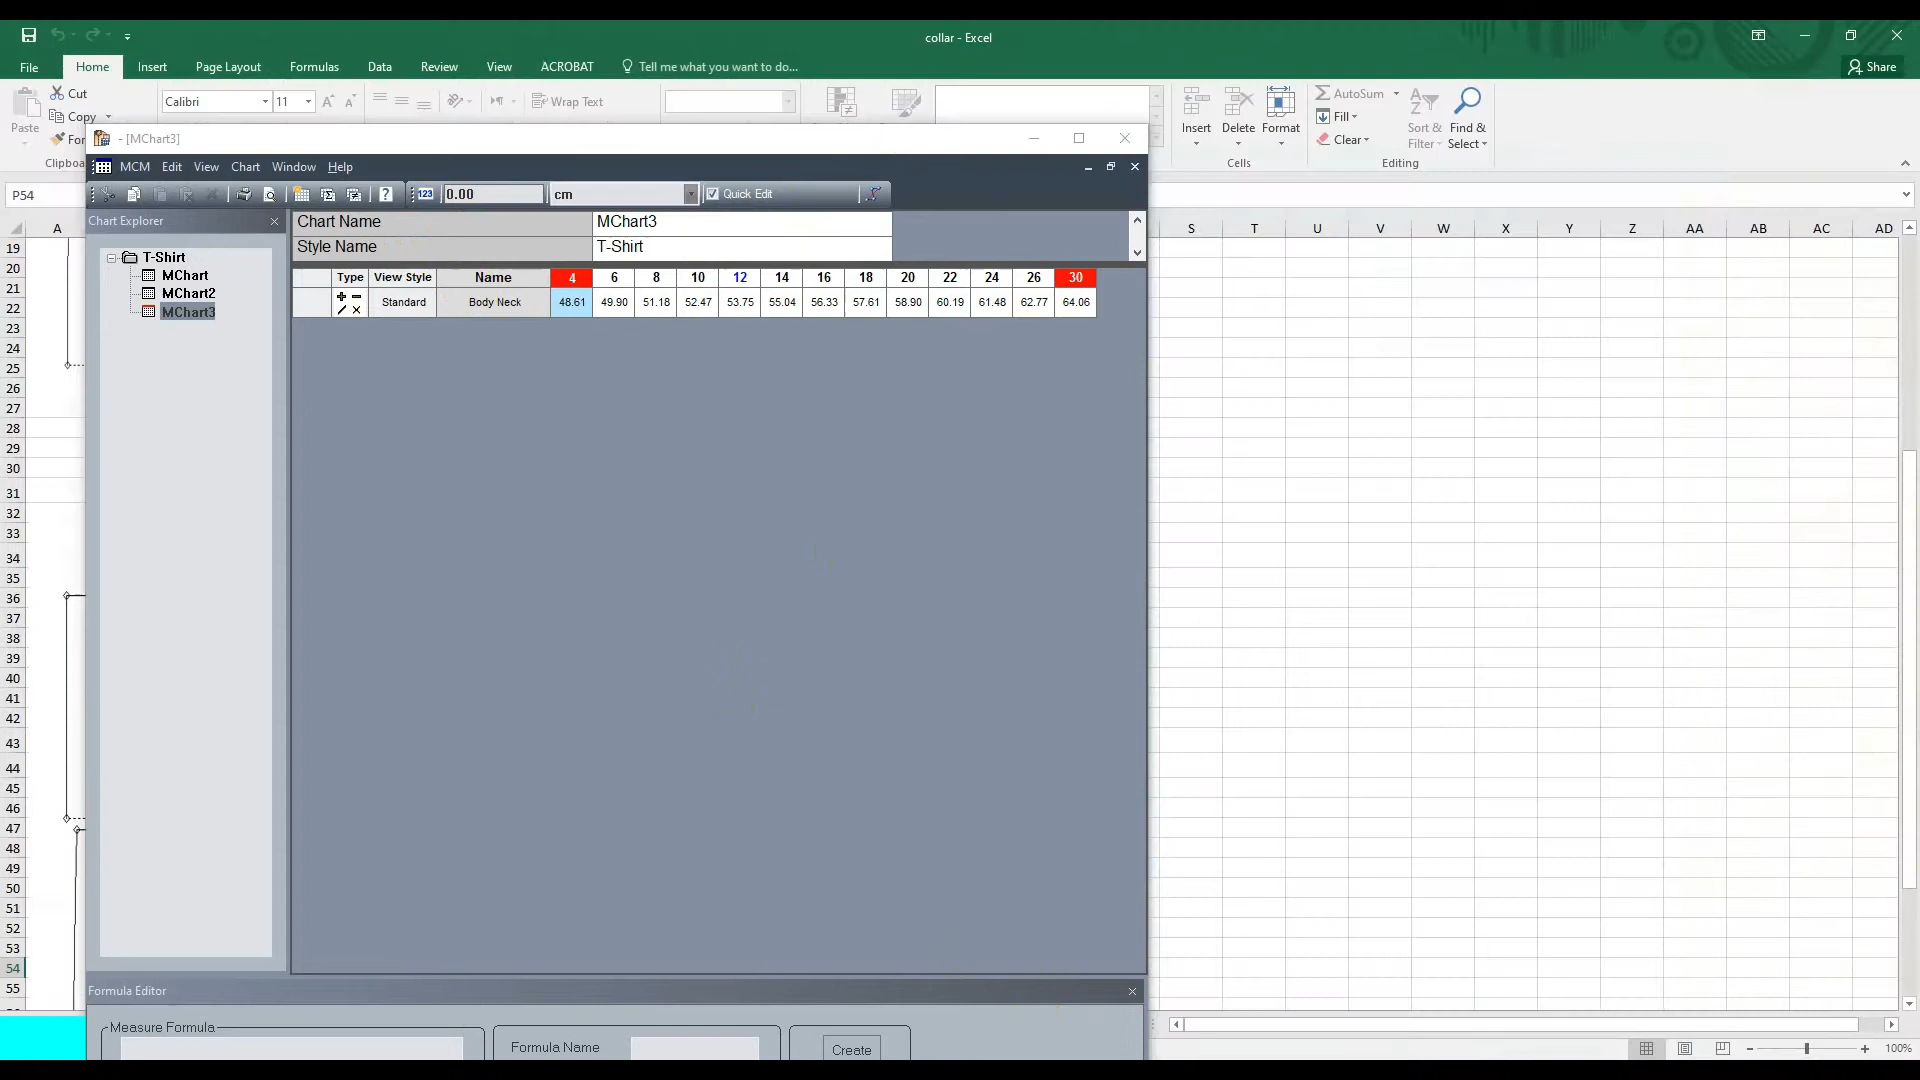 collar - Excel
File Home Insert Page Layout Formulas Data Review View ACROBAT Tell me what you want to do... Share
Cut
Copy
For
Paste
Clipboa
Calibri 11
Wrap Text
Insert Delete Format
Cells
AutoSum
Fill
Clear
Sort & Filter
Find & Select
Editing
- [MChart3]
MCM Edit View Chart Window Help
P54
123 0.00 cm Quick Edit
Chart Explorer
T-Shirt
MChart
MChart2
MChart3
Chart Name MChart3
Style Name T-Shirt
Type View Style Name 4 6 8 10 12 14 16 18 20 22 24 26 30
Standard Body Neck 48.61 49.90 51.18 52.47 53.75 55.04 56.33 57.61 58.90 60.19 61.48 62.77 64.06
A S T U V W X Y Z AA AB AC AD
19
20
21
22
23
24
25
26
27
28
29
30
31
32
33
34
35
36
37
38
39
40
41
42
43
44
45
46
47
48
49
50
51
52
53
54
55
Formula Editor
Measure Formula
Formula Name
Create
100%